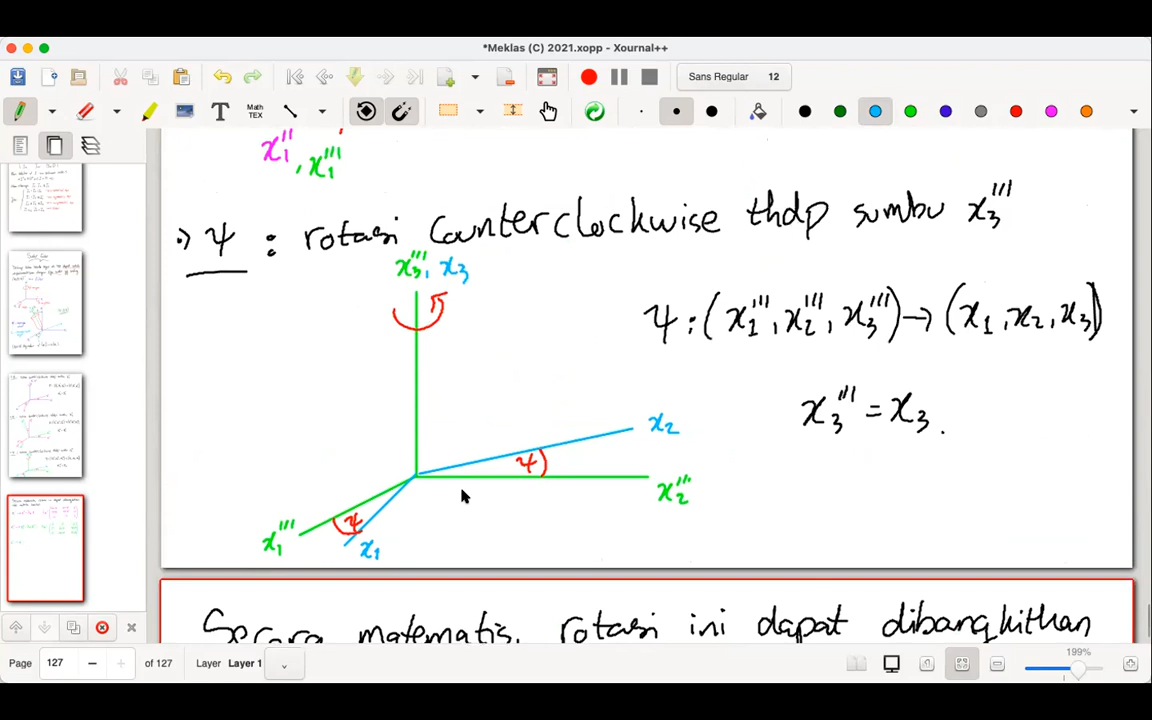 *Meklas (C) 2021.xopp - Xournal++
Sans Regular 12
T Math TEX
x₁'' , x₁'''
•) ψ : rotasi counterclockwise thdp sumbu x₃'''
x₃''', x₃
ψ : (x₁''', x₂''', x₃''') → (x₁, x₂, x₃)
x₃''' = x₃.
x₂
ψ
x₂'''
ψ
x₁'''
x₁
Secara matematis, rotasi ini dapat dibangkitkan
Page 127 of 127 Layer Layer 1
199%